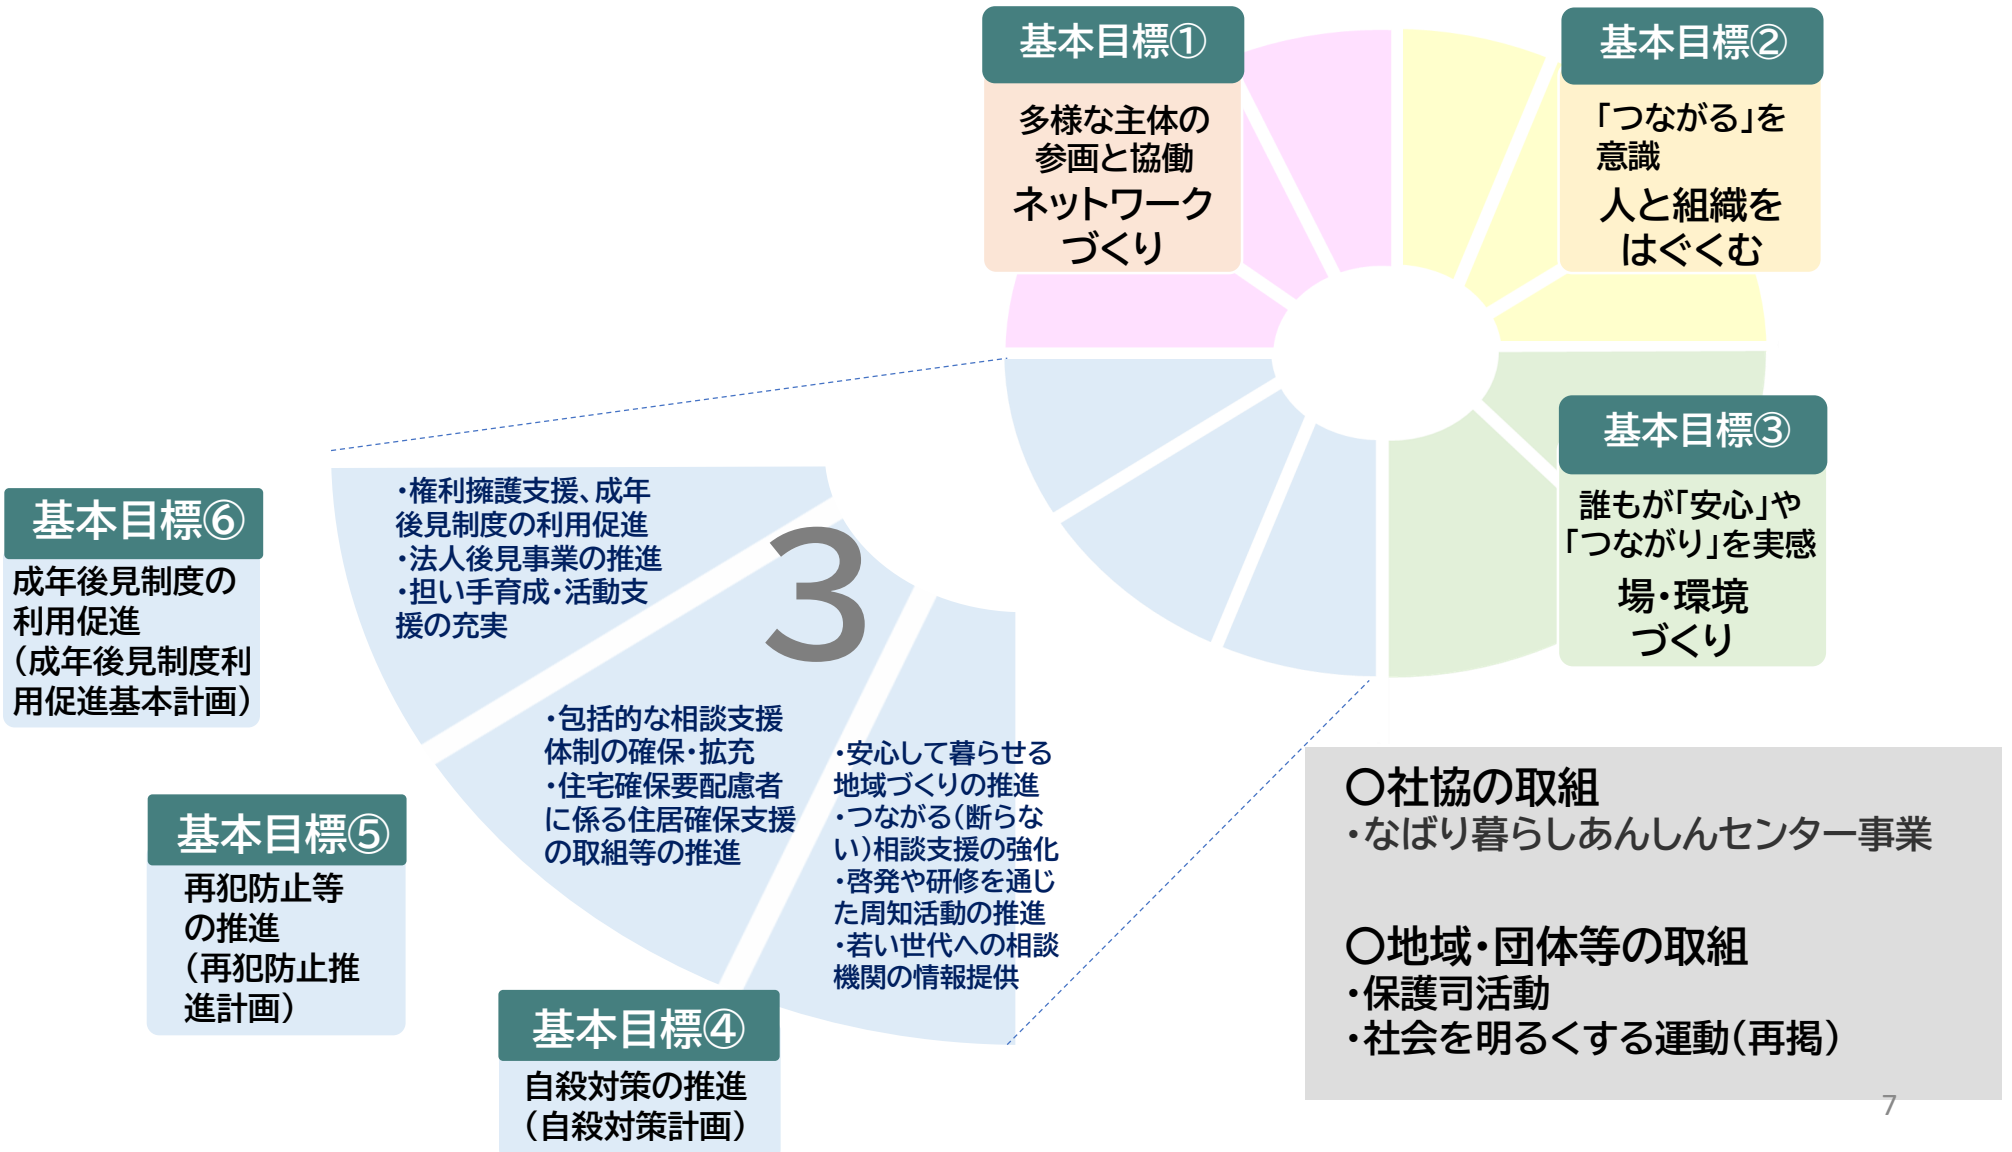 基本目標①
多様な主体の
参画と協働
ネットワーク
づくり
基本目標②
「つながる」を
意識
人と組織を
はぐくむ
基本目標③
誰もが「安心」や
「つながり」を実感
場・環境
づくり
基本目標⑥
成年後見制度の
利用促進
（成年後見制度利
用促進基本計画）
・権利擁護支援、成年
後見制度の利用促進
・法人後見事業の推進
・担い手育成・活動支
援の充実
3
基本目標⑤
再犯防止等
の推進
（再犯防止推
進計画）
・包括的な相談支援
体制の確保・拡充
・住宅確保要配慮者
に係る住居確保支援
の取組等の推進
基本目標④
自殺対策の推進
（自殺対策計画）
・安心して暮らせる
地域づくりの推進
・つながる（断らな
い）相談支援の強化
・啓発や研修を通じ
た周知活動の推進
・若い世代への相談
機関の情報提供
〇社協の取組
・なばり暮らしあんしんセンター事業
〇地域・団体等の取組
・保護司活動
・社会を明るくする運動（再掲）
7